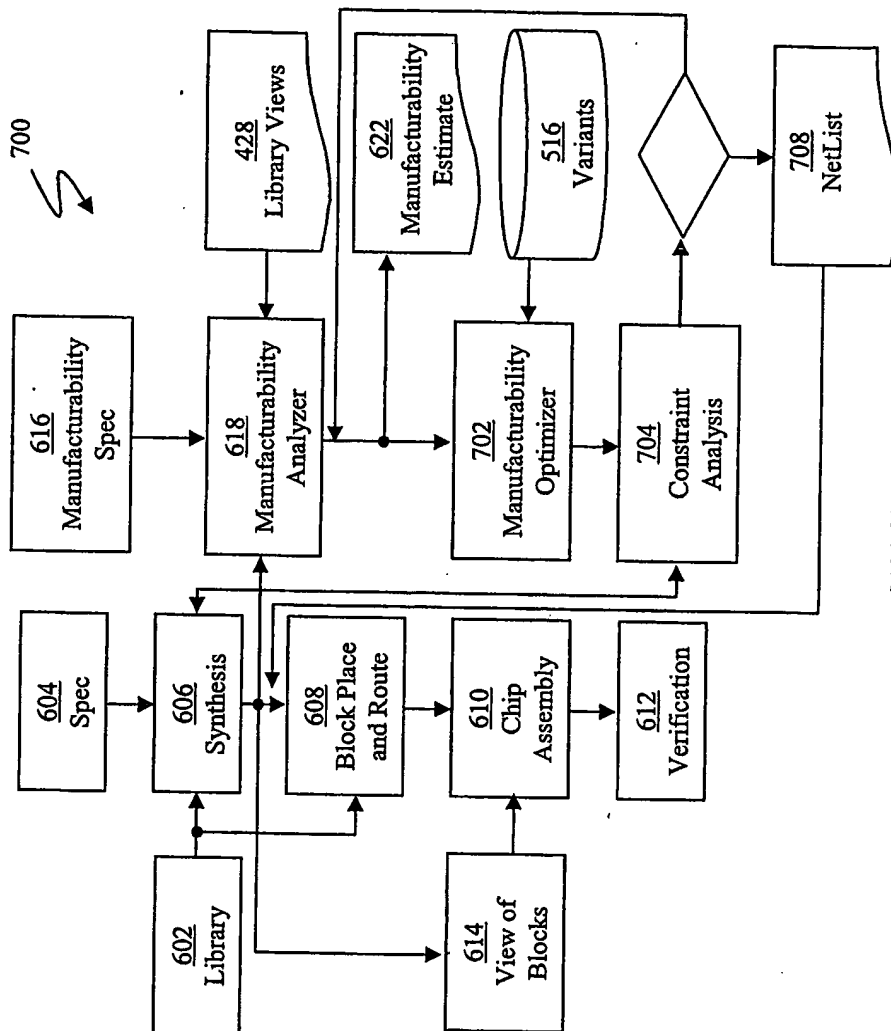 700
616
Manufacturability
Spec
428
Library Views
618
Manufacturability
Analyzer
622
Manufacturability
Estimate
604
Spec
606
Synthesis
602
Library
608
Block Place
and Route
702
Manufacturability
Optimizer
516
Variants
610
Chip
Assembly
704
Constraint
Analysis
614
View of
Blocks
612
Verification
708
NetList